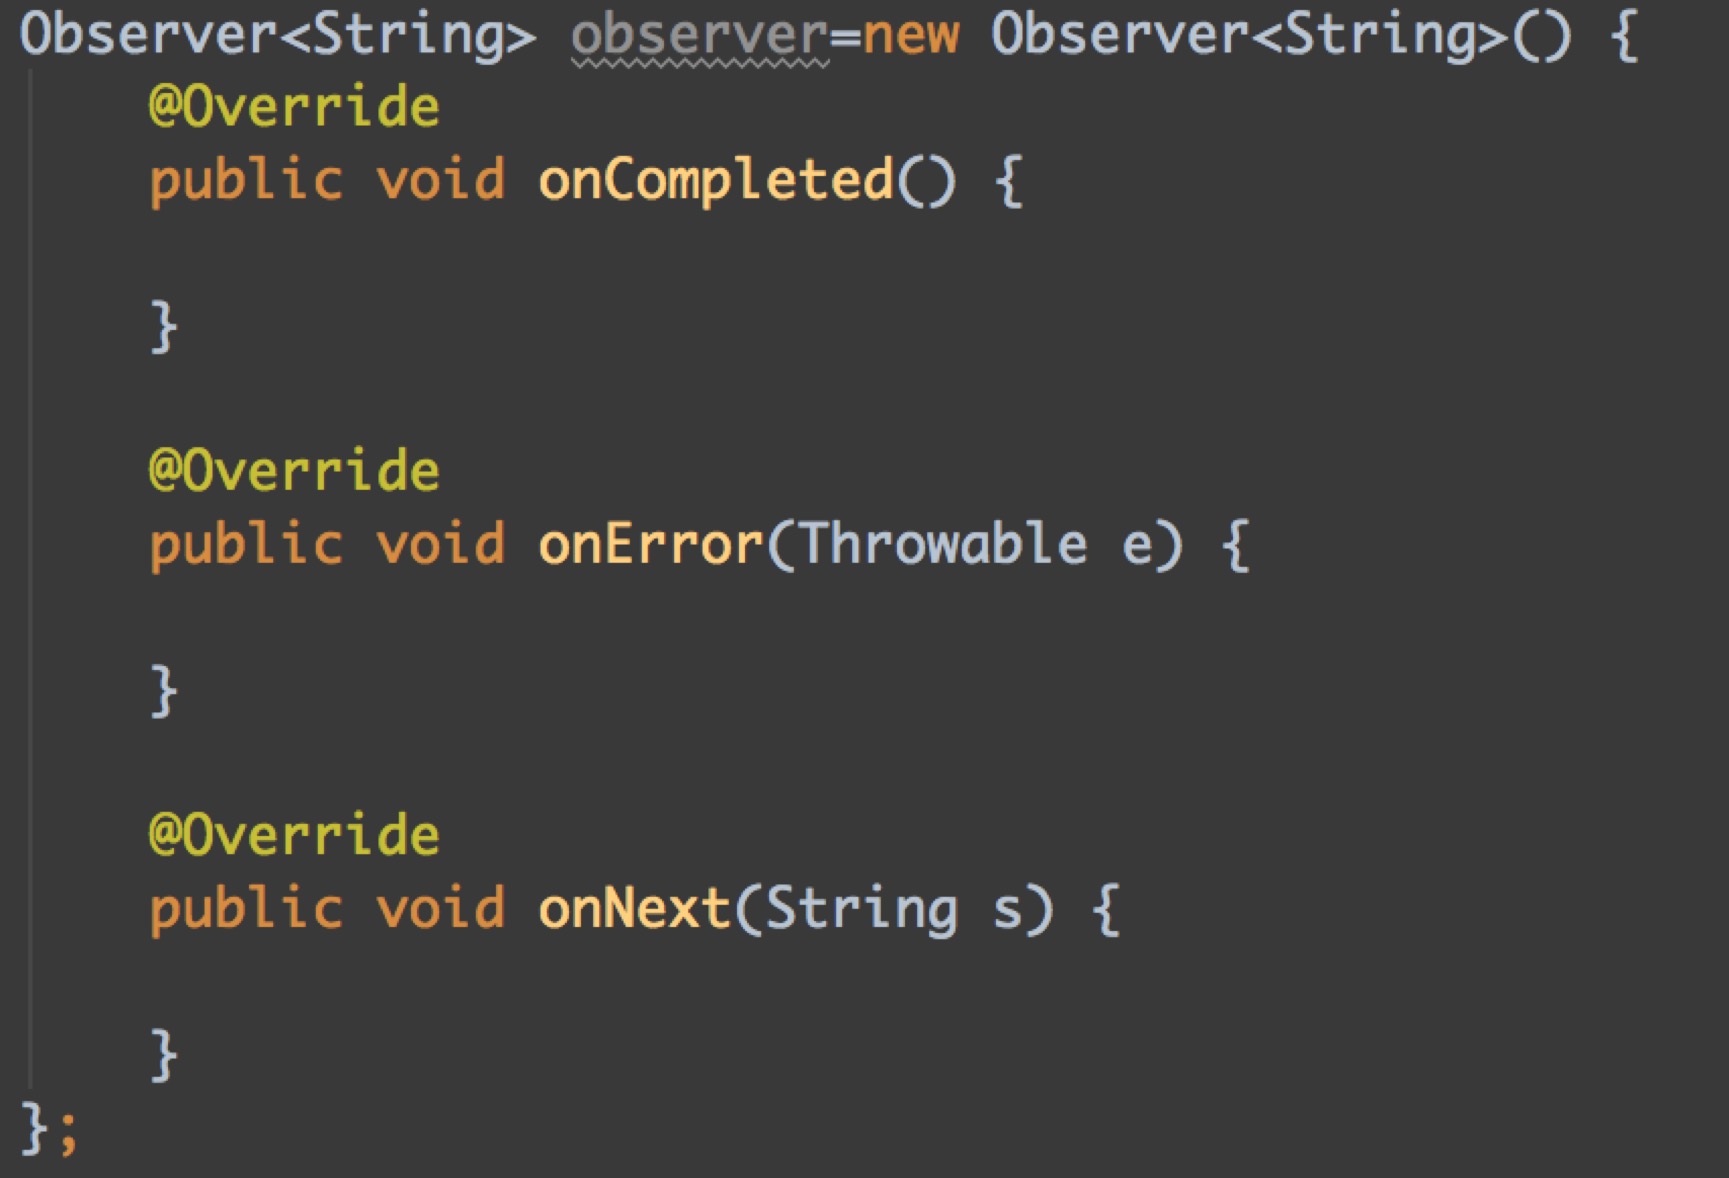 Observer<String> observer=new Observer<String>() {
    @Override
    public void onCompleted() {

    }

    @Override
    public void onError(Throwable e) {

    }

    @Override
    public void onNext(String s) {

    }
};